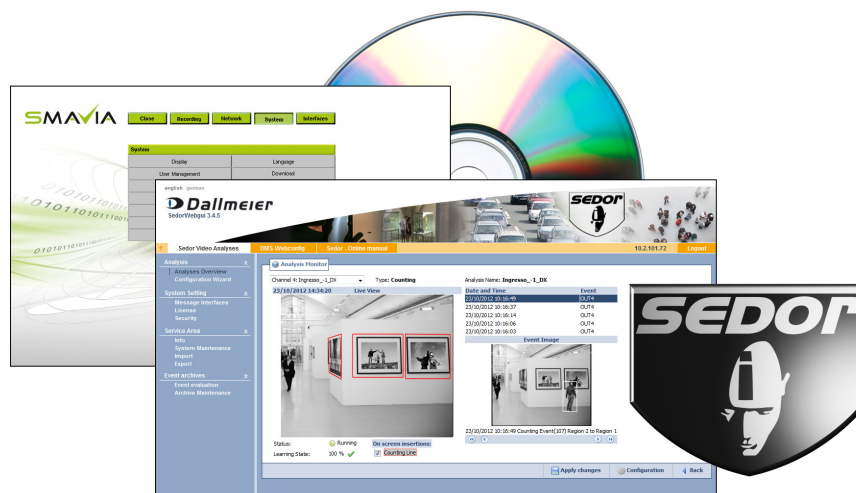 SMAVIA
Close Recording Network System Interfaces
System
Display Language
User Management Download
english german
Dallmeier
SedorWebgui 3.4.5
SEDOR
Sedor Video Analyses DMS-Webconfig Sedor - Online manual 10.2.101.72 Logout
Analysis
Analyses Overview
Configuration Wizard
System Setting
Message Interfaces
License
Security
Service Area
Info
System Maintenance
Import
Export
Event archives
Event evaluation
Archive Maintenance
Analysis Monitor
Channel 4: Ingresso_-1_DX Type: Counting Analysis Name: Ingresso_-1_DX
23/10/2012 14:34:20 Live View
Date and Time Event
23/10/2012 10:16:49 OUT4
23/10/2012 10:16:37 OUT4
23/10/2012 10:16:14 OUT4
23/10/2012 10:16:06 OUT4
23/10/2012 10:16:03 OUT4
Event Image
23/10/2012 10:16:49 Counting Event(107) Region 2 to Region 1
Status: Running On screen insertions:
Learning State: 100 % Counting Line
Apply changes Configuration Back
SEDOR